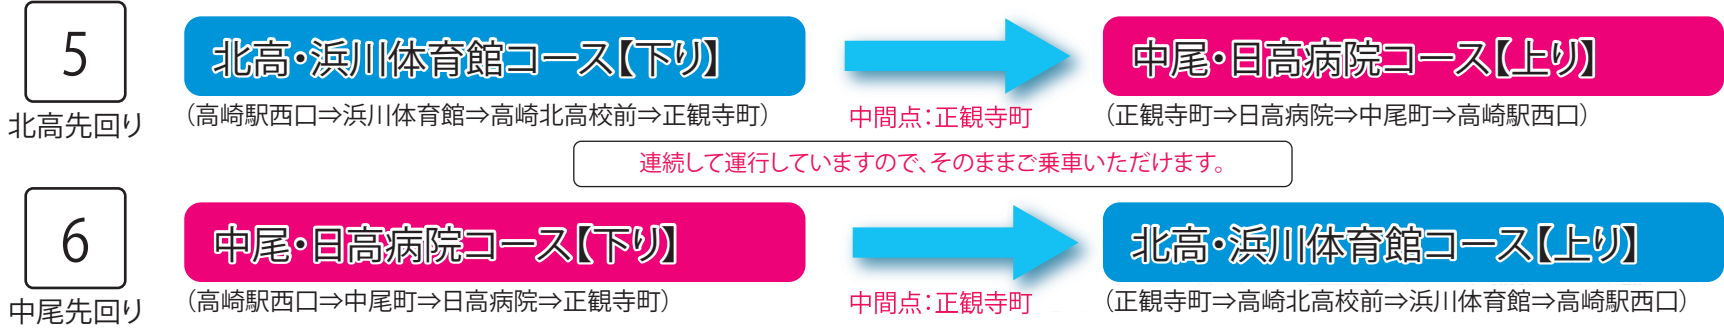 5
北高先回り
北高・浜川体育館コース【下り】
（高崎駅西口⇒浜川体育館⇒高崎北高校前⇒正観寺町）
中間点：正観寺町
中尾・日高病院コース【上り】
（正観寺町⇒日高病院⇒中尾町⇒高崎駅西口）
連続して運行していますので、そのままご乗車いただけます。
6
中尾先回り
中尾・日高病院コース【下り】
（高崎駅西口⇒中尾町⇒日高病院⇒正観寺町）
中間点：正観寺町
北高・浜川体育館コース【上り】
（正観寺町⇒高崎北高校前⇒浜川体育館⇒高崎駅西口）